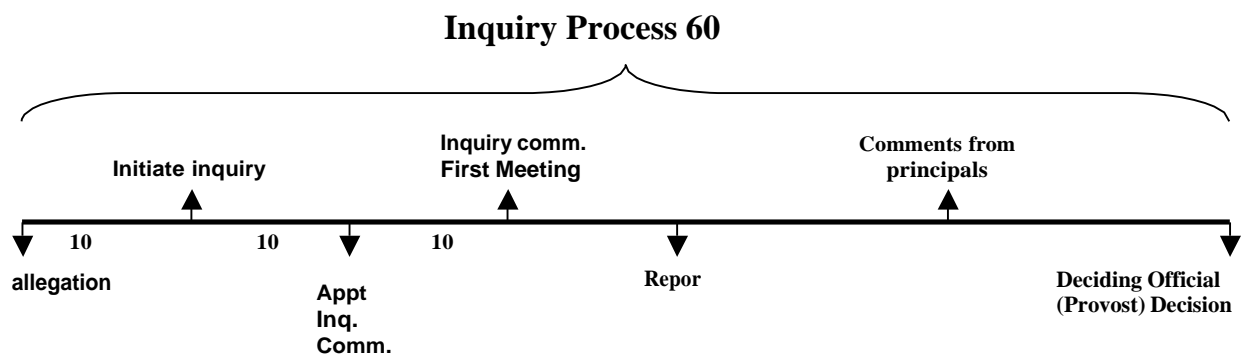 Inquiry Process 60
Initiate inquiry
Inquiry comm.
First Meeting
Comments from
principals
10
10
10
allegation
Appt
Inq.
Comm.
Repor
Deciding Official
(Provost) Decision